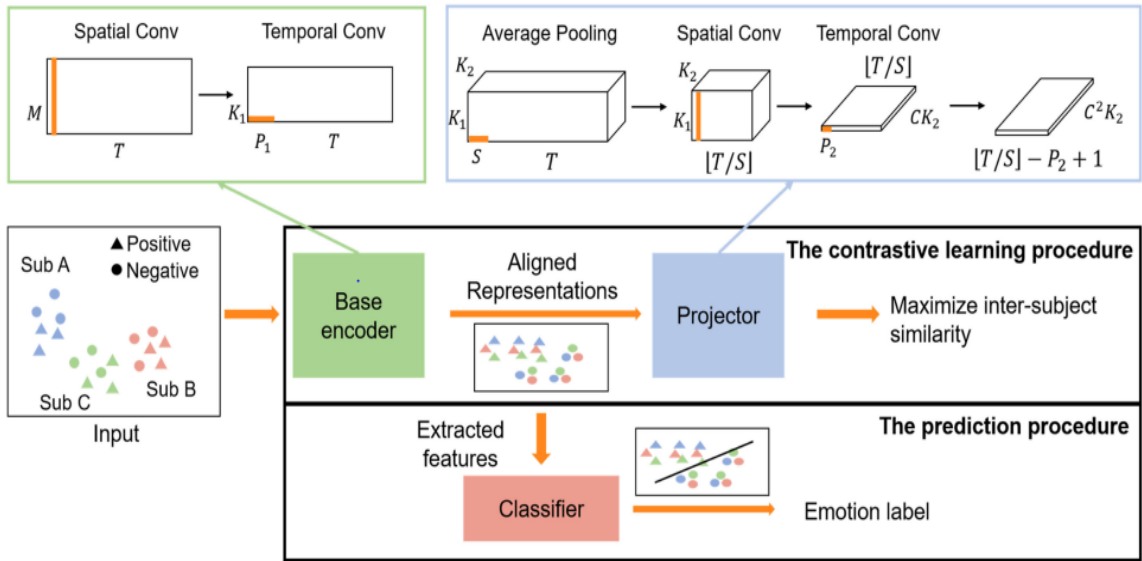 Spatial Conv
Temporal Conv
M
T
K₁
P₁
T
Average Pooling
Spatial Conv
Temporal Conv
K₂
K₁
S
T
K₂
K₁
⌊T/S⌋
⌊T/S⌋
CK₂
P₂
C²K₂
⌊T/S⌋ − P₂ + 1
Positive
Negative
Sub A
Sub B
Sub C
Input
The contrastive learning procedure
Base
encoder
Aligned
Representations
Projector
Maximize inter-subject
similarity
The prediction procedure
Extracted
features
Classifier
Emotion label